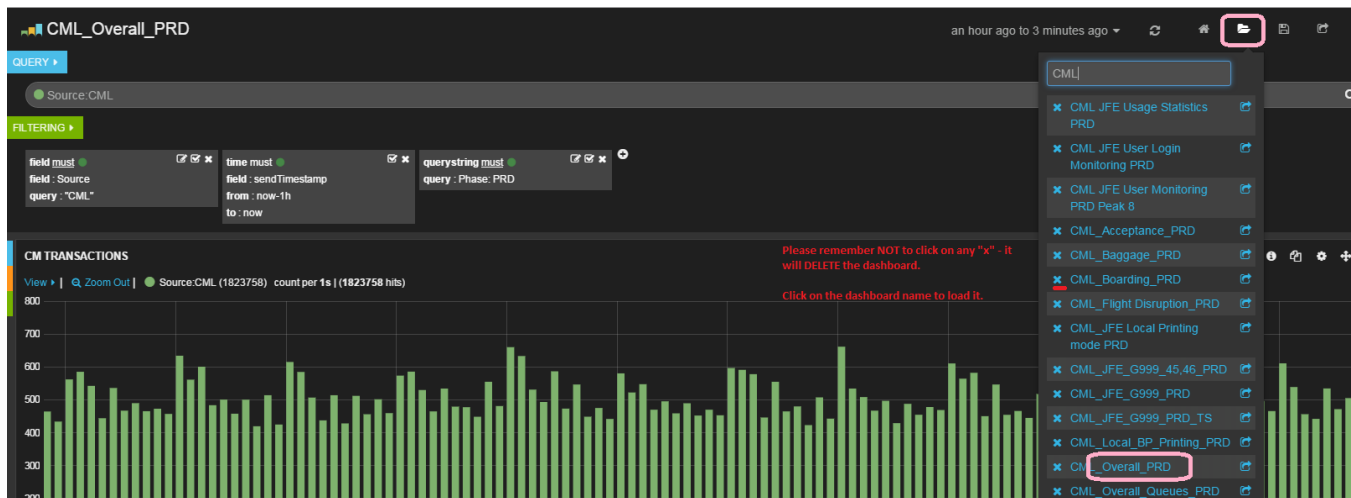 CML_Overall_PRD
an hour ago to 3 minutes ago
QUERY
Source:CML
FILTERING
field must
field : Source
query : "CML"
time must
field : sendTimestamp
from : now-1h
to : now
querystring must
query : Phase: PRD
CML
CML JFE Usage Statistics
PRD
CML JFE User Login
Monitoring PRD
CML JFE User Monitoring
PRD Peak 8
CML_Acceptance_PRD
CML_Baggage_PRD
CML_Boarding_PRD
CML_Flight Disruption_PRD
CML_JFE Local Printing
mode PRD
CML_JFE_G999_45,46_PRD
CML_JFE_G999_PRD
CML_JFE_G999_PRD_TS
CML_Local_BP_Printing_PRD
CML_Overall_PRD
CML_Overall_Queues_PRD
CM TRANSACTIONS
Please remember NOT to click on any "x" - it
will DELETE the dashboard.
Click on the dashboard name to load it.
View | Zoom Out | Source:CML (1823758) count per 1s | (1823758 hits)
800
700
600
500
400
300
200